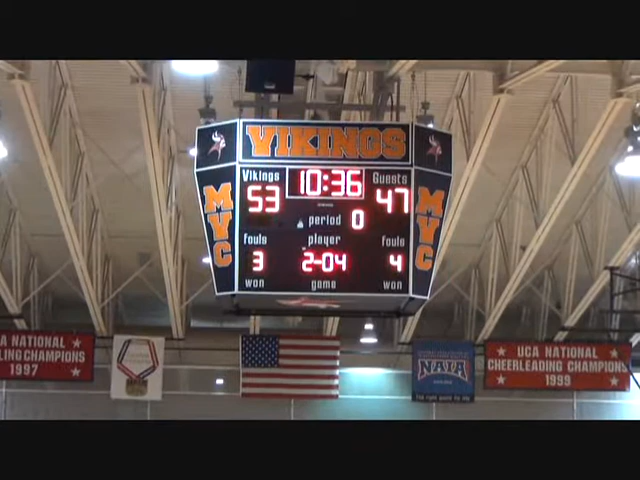 VIKINGS
Vikings 10:36 Guests
53 47
period 0
fouls player fouls
3 2-04 4
won game won
MVC
MVC
A NATIONAL
LING CHAMPIONS
1997
NAIA
UCA NATIONAL
CHEERLEADING CHAMPIONS
1999